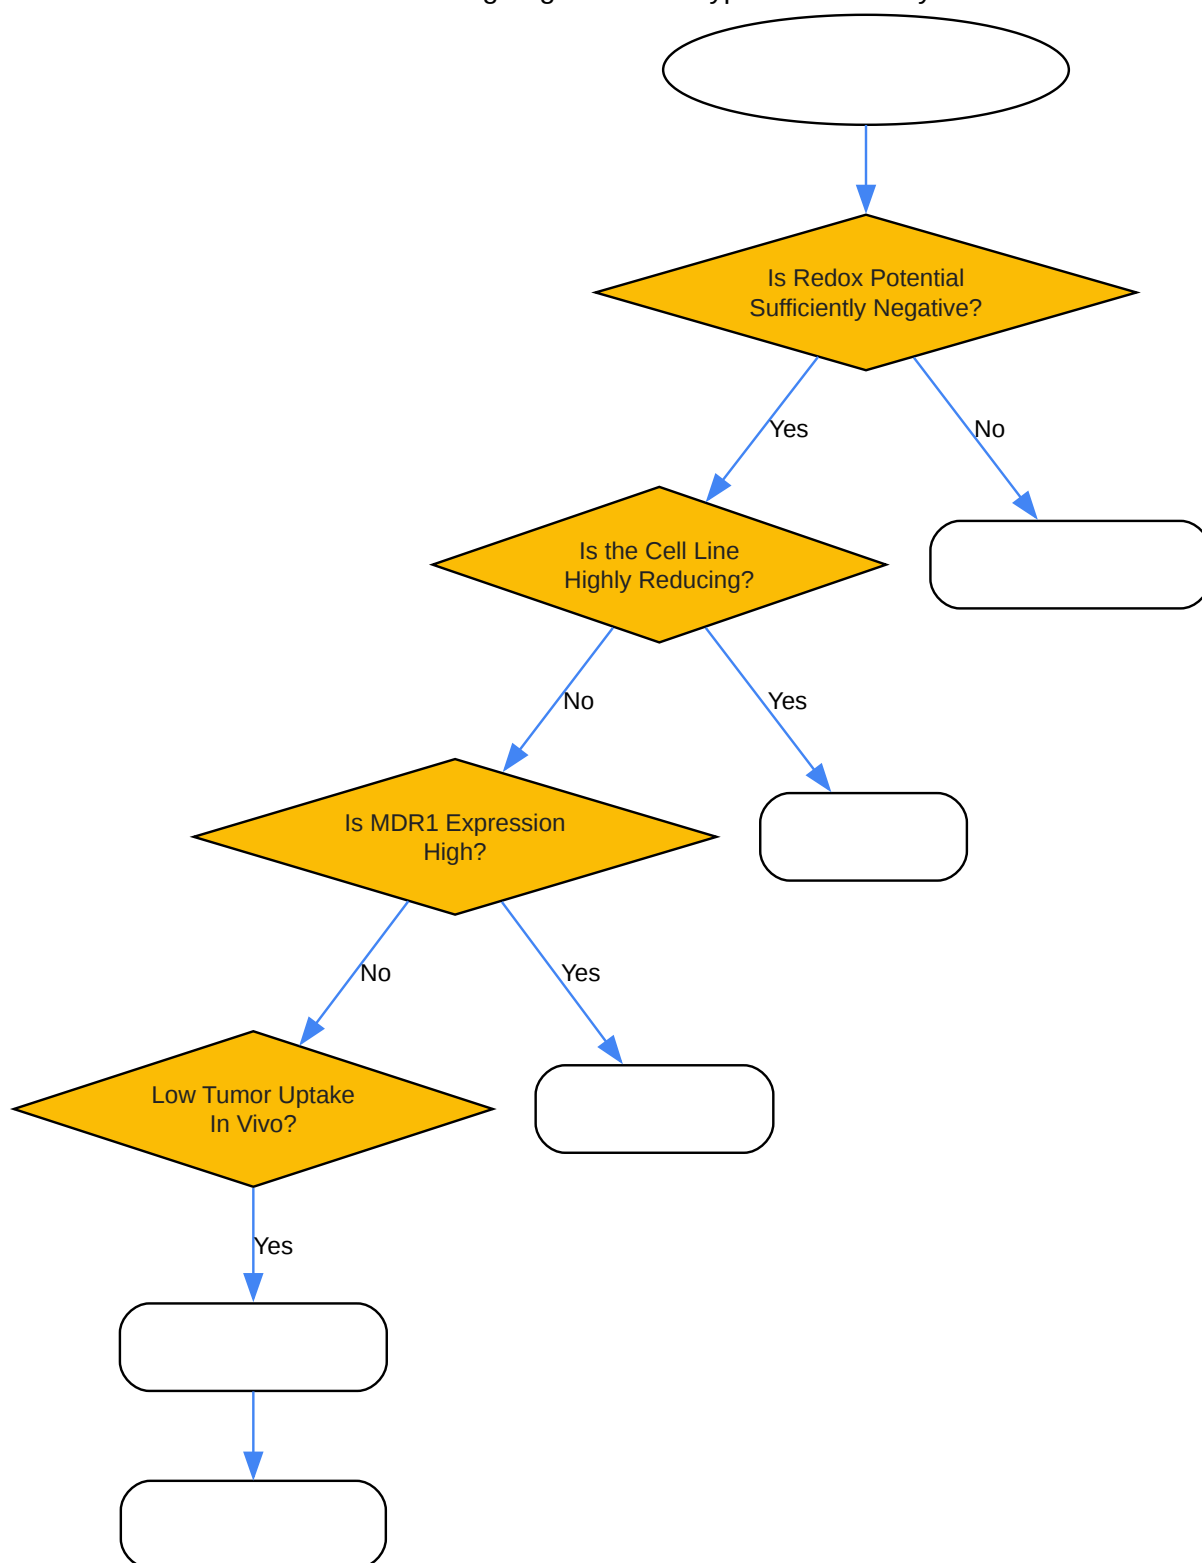 Is Redox Potential
Sufficiently Negative?
Yes
No
Is the Cell Line
Highly Reducing?
No
Yes
Is MDR1 Expression
High?
No
Yes
Low Tumor Uptake
In Vivo?
Yes